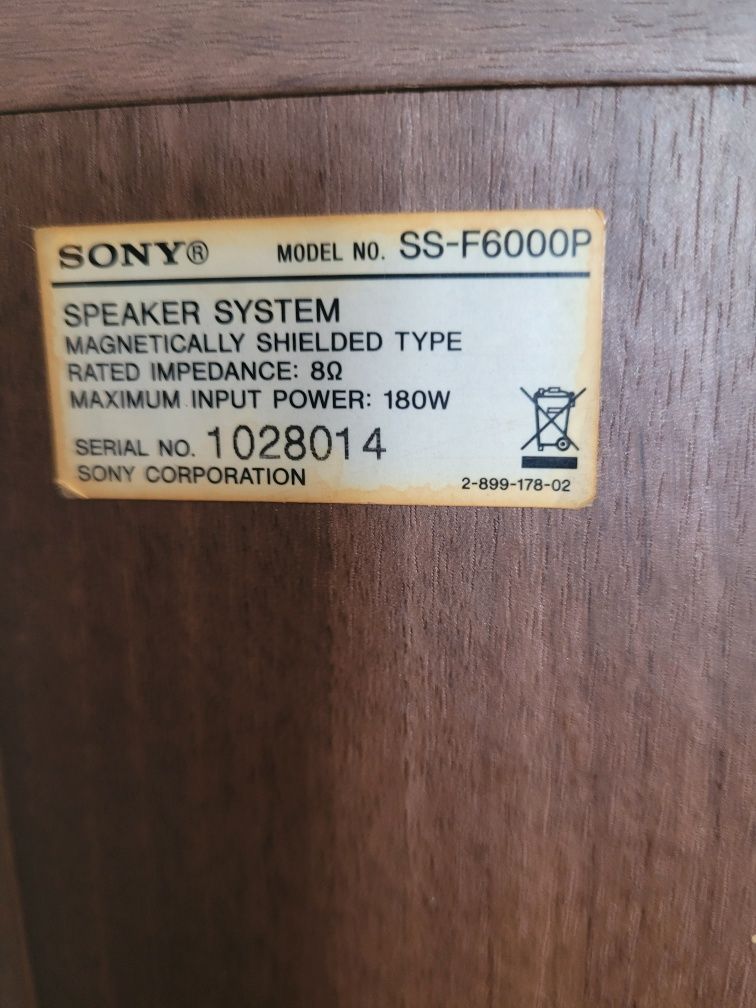 SONY® MODEL NO. SS-F6000P
SPEAKER SYSTEM
MAGNETICALLY SHIELDED TYPE
RATED IMPEDANCE: 8Ω
MAXIMUM INPUT POWER: 180W
SERIAL NO. 1028014
SONY CORPORATION 2-899-178-02